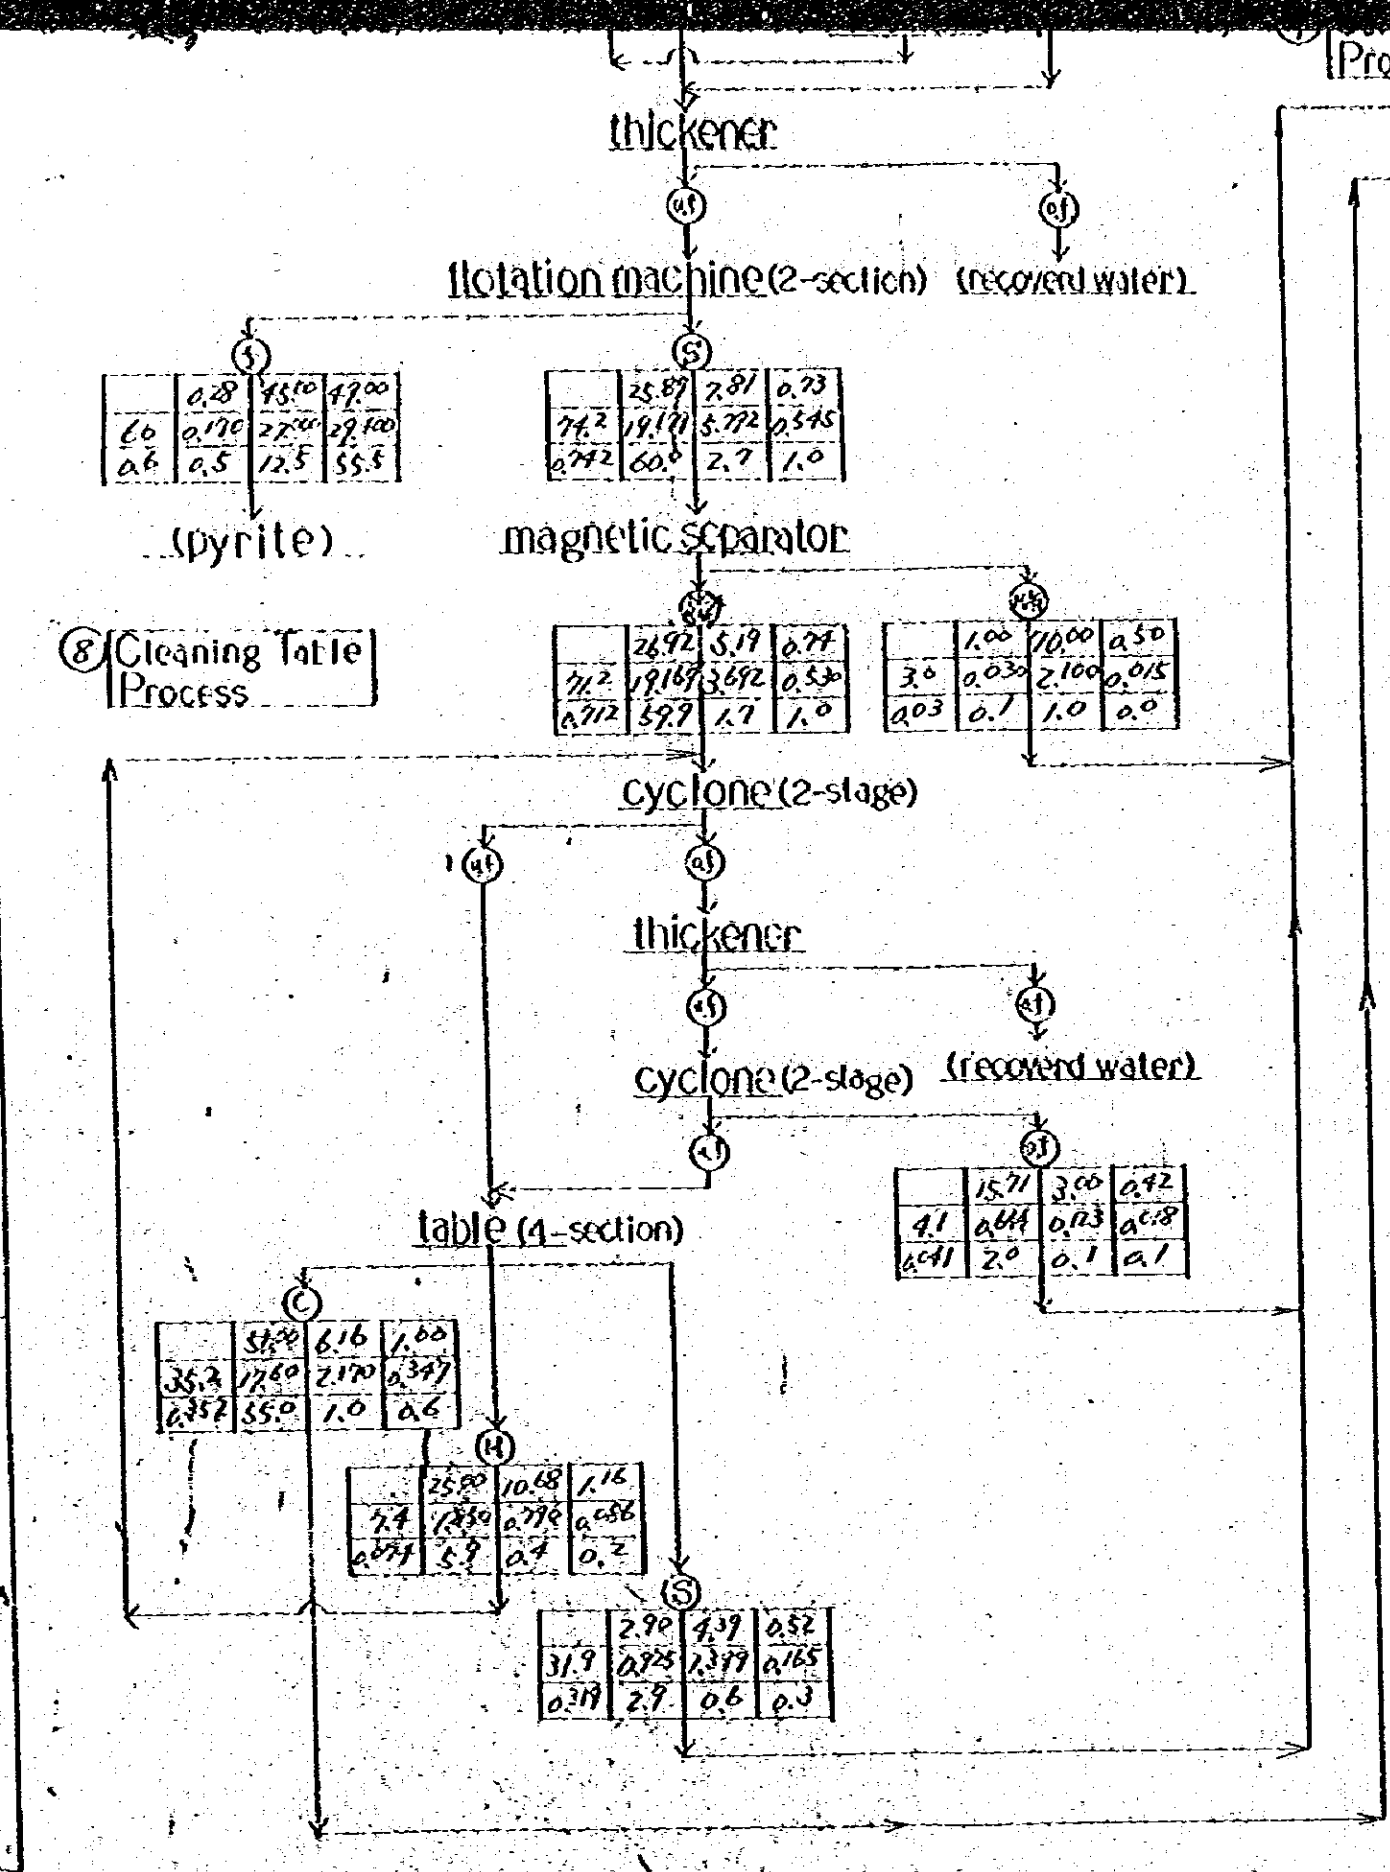 Pro
thickener
u.f
o.f
flotation machine (2-section)
(recoverd water)
f
S
0.28 45.00 49.00
60 0.170 27.00 29.400
0.6 0.5 12.5 55.5
25.89 7.81 0.73
74.2 19.171 5.792 0.545
0.742 60.0 2.7 1.0
(pyrite)
magnetic separator
⑧ Cleaning Table
Process
26.92 5.19 0.74
71.2 19.169 3.692 0.530
0.712 59.9 1.7 1.0
1.00 70.00 0.50
3.0 0.030 2.100 0.015
0.03 0.1 1.0 0.0
cyclone (2-stage)
u.f
o.f
thickener
u.f
o.f
cyclone (2-stage)
(recoverd water)
u.f
o.f
15.71 3.00 0.42
4.1 0.644 0.123 0.018
0.041 2.0 0.1 0.1
table (4-section)
C
6.16 1.00
35.2 17.60 2.170 0.347
0.352 55.0 1.0 0.6
M
25.00 10.68 1.16
7.4 1.850 0.790 0.056
0.074 5.9 0.4 0.2
S
2.90 4.39 0.52
31.9 0.925 1.399 0.165
0.319 2.9 0.6 0.3